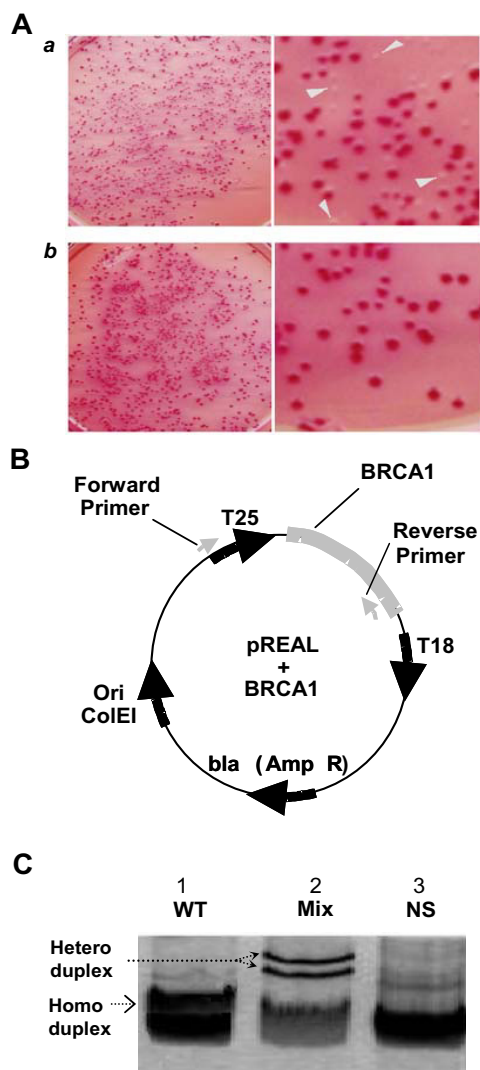 A
a
b
B
Forward
Primer
T25
BRCA1
Reverse
Primer
pREAL
+
BRCA1
T18
Ori
ColEI
bla (Amp R)
C
1 2 3
WT Mix NS
Hetero
duplex
Homo
duplex